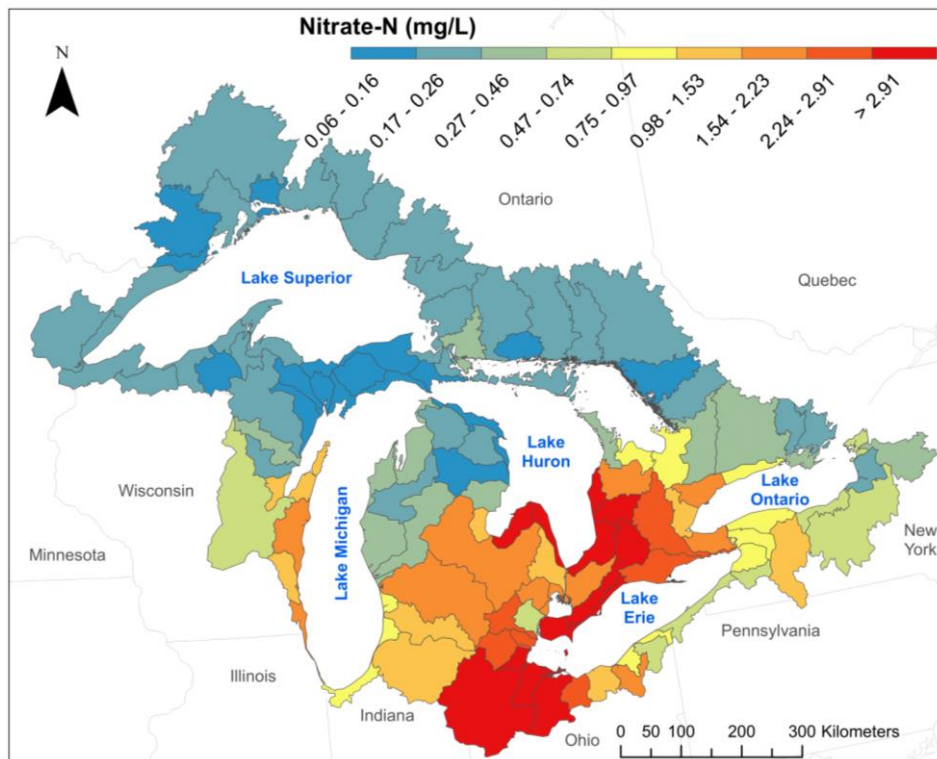 Nitrate-N (mg/L)
N
0.06 - 0.16
0.17 - 0.26
0.27 - 0.46
0.47 - 0.74
0.75 - 0.97
0.98 - 1.53
1.54 - 2.23
2.24 - 2.91
> 2.91
Ontario
Quebec
Lake Superior
Lake
Huron
Lake
Ontario
Wisconsin
Lake Michigan
New
York
Minnesota
Lake
Erie
Pennsylvania
Illinois
Indiana
Ohio
0 50 100 200 300 Kilometers